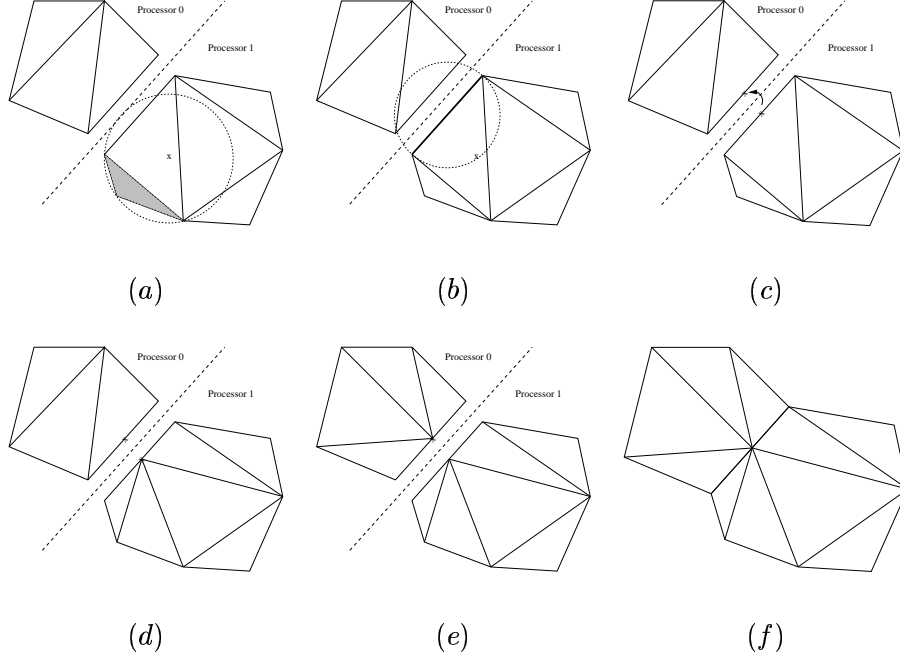 Processor 0
Processor 1
x
(a)
Processor 0
Processor 1
x
(b)
Processor 0
Processor 1
(c)
Processor 0
Processor 1
(d)
Processor 0
Processor 1
(e)
(f)